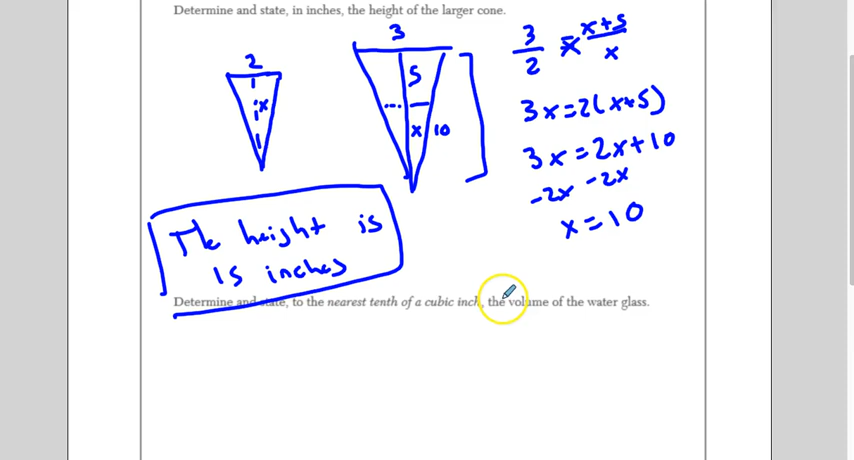 Determine and state, in inches, the height of the larger cone.
2
x
3
5
x 10
3/2 = x+5/x
3x=2(x+5)
3x=2x+10
-2x -2x
x=10
The height is
15 inches
Determine and state, to the nearest tenth of a cubic inch, the volume of the water glass.